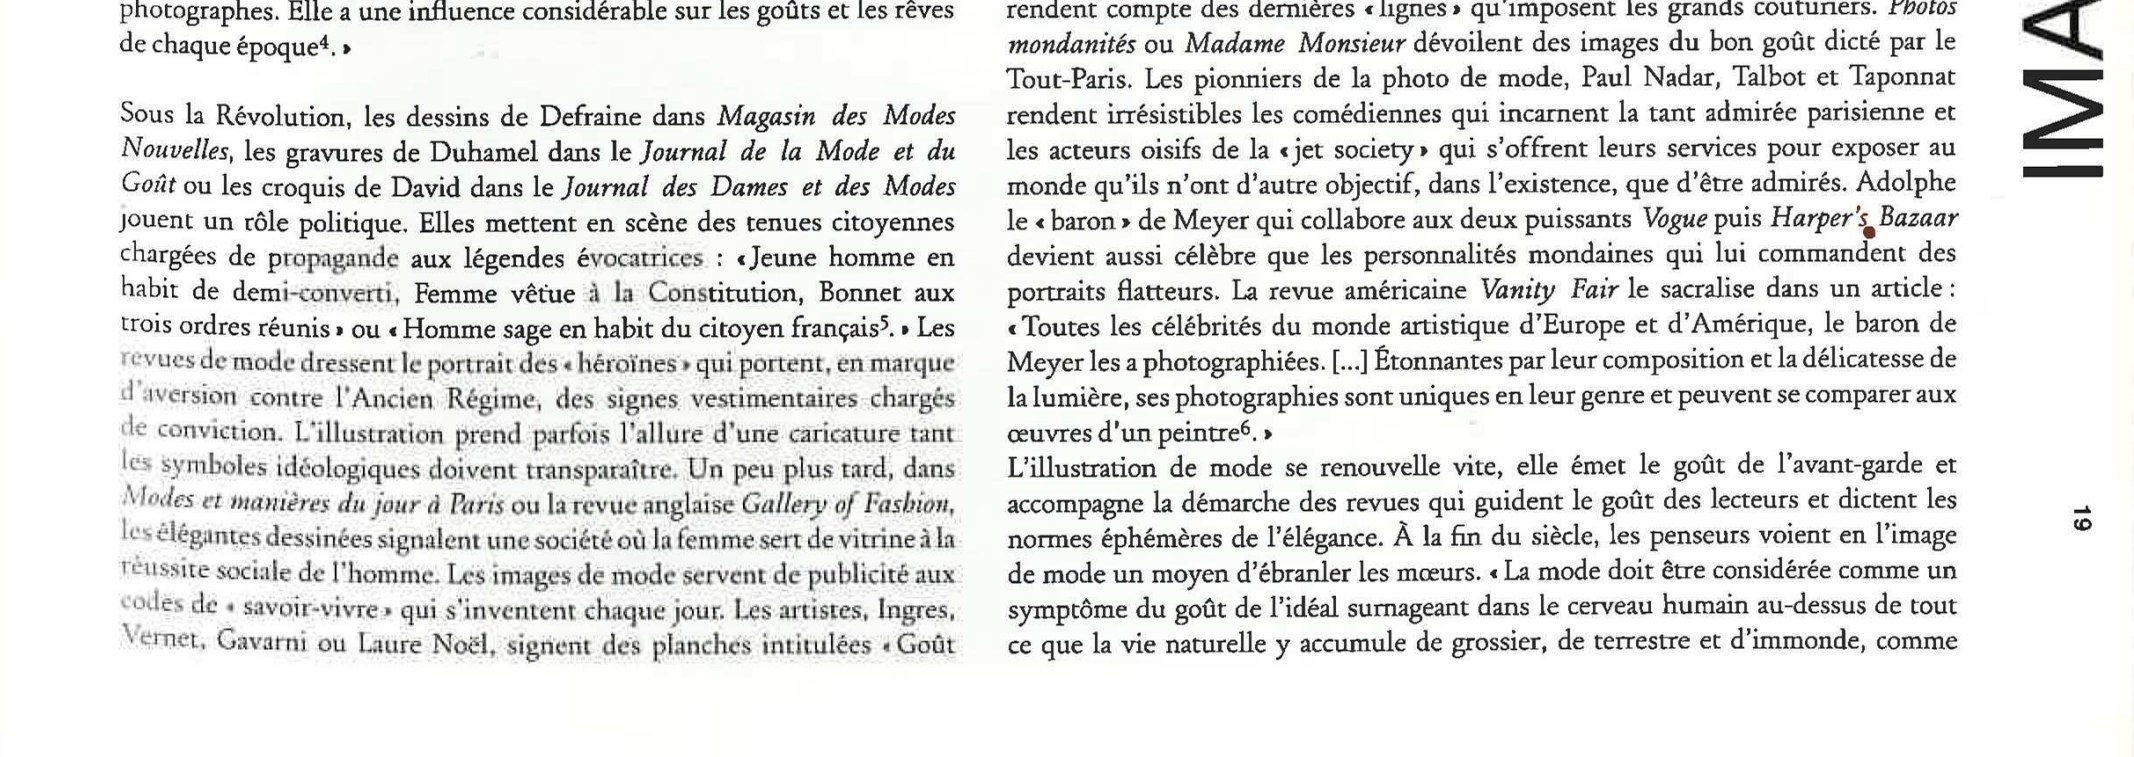 photographes. Elle a une influence considérable sur les goûts et les rêves
de chaque époque⁴. »
Sous la Révolution, les dessins de Defraine dans Magasin des Modes
Nouvelles, les gravures de Duhamel dans le Journal de la Mode et du
Goût ou les croquis de David dans le Journal des Dames et des Modes
jouent un rôle politique. Elles mettent en scène des tenues citoyennes
chargées de propagande aux légendes évocatrices : « Jeune homme en
habit de demi-converti, Femme vêtue à la Constitution, Bonnet aux
trois ordres réunis » ou « Homme sage en habit du citoyen français⁵. » Les
revues de mode dressent le portrait des « héroïnes » qui portent, en marque
d'aversion contre l'Ancien Régime, des signes vestimentaires chargés
de conviction. L'illustration prend parfois l'allure d'une caricature tant
les symboles idéologiques doivent transparaître. Un peu plus tard, dans
Modes et manières du jour à Paris ou la revue anglaise Gallery of Fashion,
les élégantes dessinées signalent une société où la femme sert de vitrine à la
réussite sociale de l'homme. Les images de mode servent de publicité aux
codes de « savoir-vivre » qui s'inventent chaque jour. Les artistes, Ingres,
Vernet, Gavarni ou Laure Noël, signent des planches intitulées « Goût
rendent compte des dernières « lignes » qu'imposent les grands couturiers. Photos
mondanités ou Madame Monsieur dévoilent des images du bon goût dicté par le
Tout-Paris. Les pionniers de la photo de mode, Paul Nadar, Talbot et Taponnat
rendent irrésistibles les comédiennes qui incarnent la tant admirée parisienne et
les acteurs oisifs de la « jet society » qui s'offrent leurs services pour exposer au
monde qu'ils n'ont d'autre objectif, dans l'existence, que d'être admirés. Adolphe
le « baron » de Meyer qui collabore aux deux puissants Vogue puis Harper's Bazaar
devient aussi célèbre que les personnalités mondaines qui lui commandent des
portraits flatteurs. La revue américaine Vanity Fair le sacralise dans un article :
« Toutes les célébrités du monde artistique d'Europe et d'Amérique, le baron de
Meyer les a photographiées. [...] Étonnantes par leur composition et la délicatesse de
la lumière, ses photographies sont uniques en leur genre et peuvent se comparer aux
œuvres d'un peintre⁶. »
L'illustration de mode se renouvelle vite, elle émet le goût de l'avant-garde et
accompagne la démarche des revues qui guident le goût des lecteurs et dictent les
normes éphémères de l'élégance. À la fin du siècle, les penseurs voient en l'image
de mode un moyen d'ébranler les mœurs. « La mode doit être considérée comme un
symptôme du goût de l'idéal surnageant dans le cerveau humain au-dessus de tout
ce que la vie naturelle y accumule de grossier, de terrestre et d'immonde, comme
IMA
19